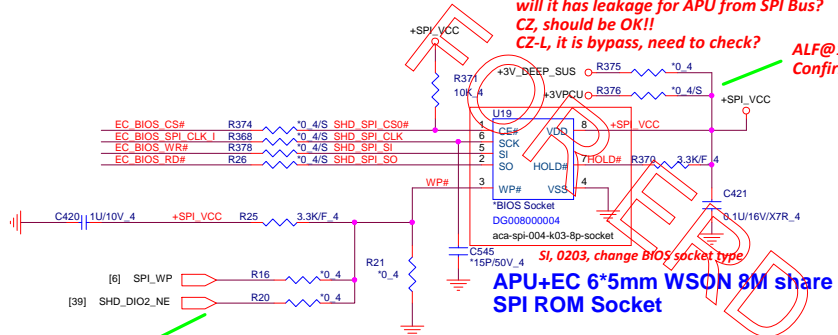 will it has leakage for APU from SPI Bus?
CZ, should be OK!!
CZ-L, it is bypass, need to check?
ALF@
Confir
+SPI_VCC
+3V_DEEP_SUS
R375
*0_4
+3VPCU
R376
*0_4/S
R371
10K_4
+SPI_VCC
U19
EC_BIOS_CS#
R374
*0_4/S
SHD_SPI_CS0#
1
CE#
VDD
8
+SPI_VCC
EC_BIOS_SPI_CLK_I
R368
*0_4/S
SHD_SPI_CLK
6
SCK
EC_BIOS_WR#
R378
*0_4/S
SHD_SPI_SI
5
SI
EC_BIOS_RD#
R26
*0_4/S
SHD_SPI_SO
2
SO
HOLD#
7
HOLD#
R370
3.3K/F_4
WP#
3
WP#
VSS
4
*BIOS Socket
DG008000004
aca-spi-004-k03-8p-socket
C421
0.1U/16V/X7R_4
C420
1U/10V_4
+SPI_VCC
R25
3.3K/F_4
C545
*15P/50V_4
SI, 0203, change BIOS socket type
R21
*0_4
[6]
SPI_WP
R16
*0_4
[39]
SHD_DIO2_NE
R20
*0_4
APU+EC 6*5mm WSON 8M share
SPI ROM Socket